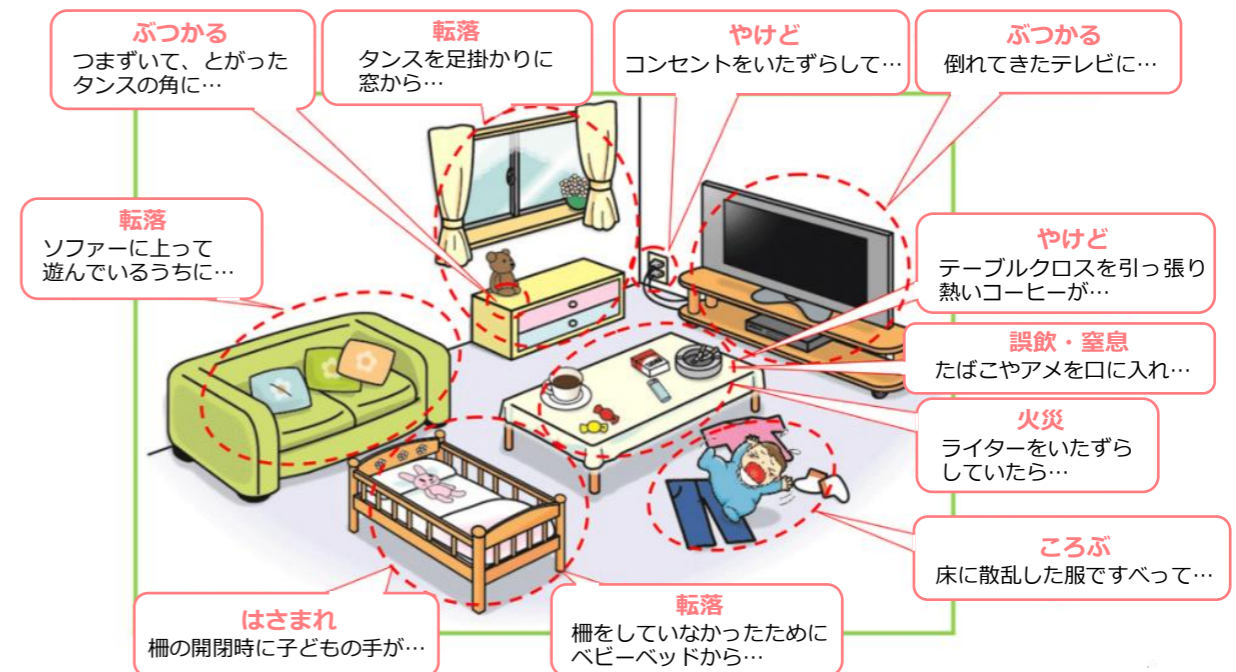 ぶつかる
つまずいて、とがった
タンスの角に…
転落
タンスを足掛かりに
窓から…
やけど
コンセントをいたずらして…
ぶつかる
倒れてきたテレビに…
転落
ソファーに上って
遊んでいるうちに…
やけど
テーブルクロスを引っ張り
熱いコーヒーが…
誤飲・窒息
たばこやアメを口に入れ…
火災
ライターをいたずら
していたら…
ころぶ
床に散乱した服ですべって…
はさまれ
柵の開閉時に子どもの手が…
転落
柵をしていなかったために
ベビーベッドから…